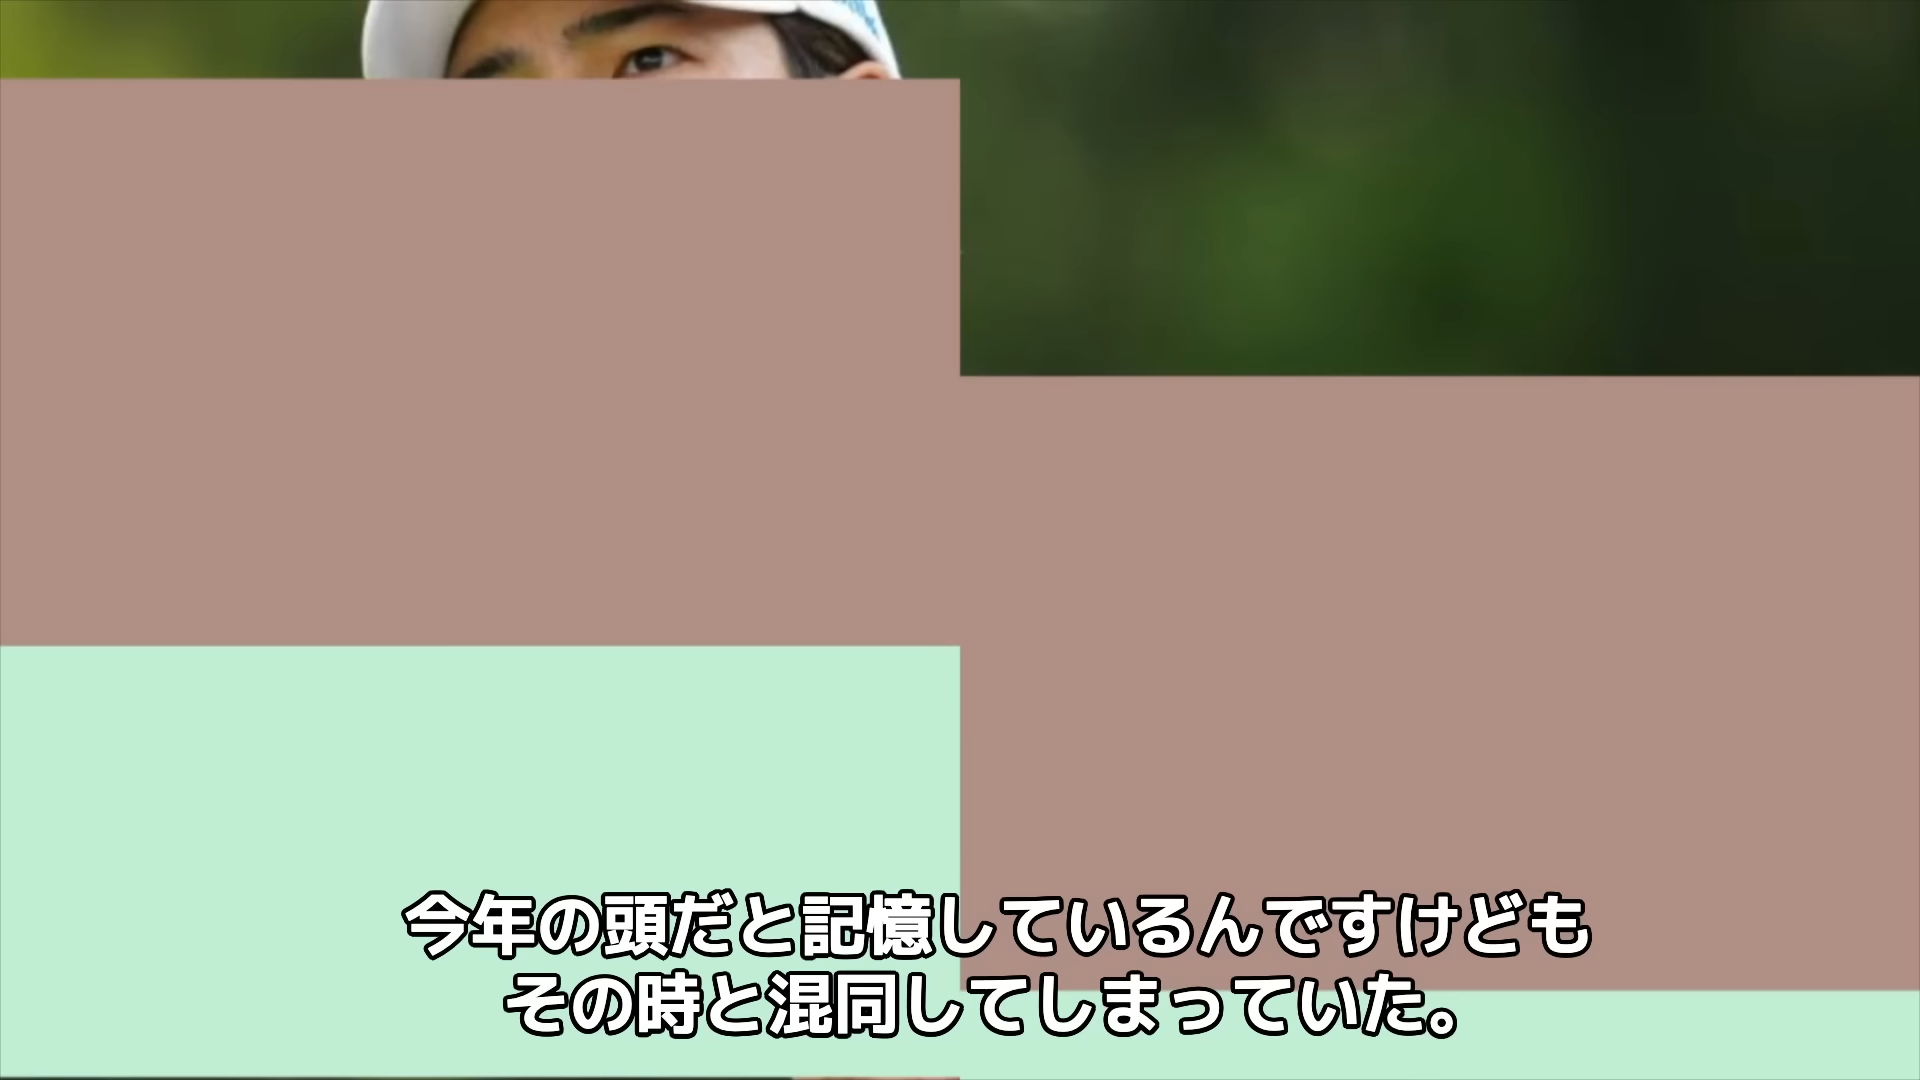 今年の頭だと記憶しているんですけども
その時と混同してしまっていた。